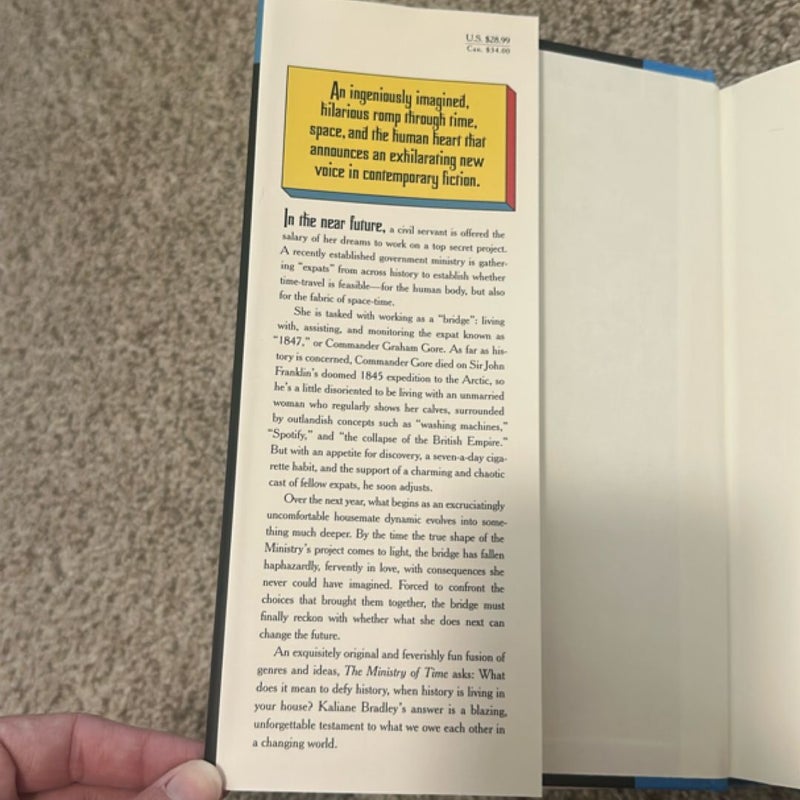 U.S. $28.99
Can. $34.00
An ingeniously imagined,
hilarious romp through time,
space, and the human heart that
announces an exhilarating new
voice in contemporary fiction.
In the near future, a civil servant is offered the
salary of her dreams to work on a top secret project.
A recently established government ministry is gather-
ing “expats” from across history to establish whether
time-travel is feasible—for the human body, but also
for the fabric of space-time.
She is tasked with working as a “bridge”: living
with, assisting, and monitoring the expat known as
“1847,” or Commander Graham Gore. As far as his-
tory is concerned, Commander Gore died on Sir John
Franklin’s doomed 1845 expedition to the Arctic, so
he’s a little disoriented to be living with an unmarried
woman who regularly shows her calves, surrounded
by outlandish concepts such as “washing machines,”
“Spotify,” and “the collapse of the British Empire.”
But with an appetite for discovery, a seven-a-day ciga-
rette habit, and the support of a charming and chaotic
cast of fellow expats, he soon adjusts.
Over the next year, what begins as an excruciatingly
uncomfortable housemate dynamic evolves into some-
thing much deeper. By the time the true shape of the
Ministry’s project comes to light, the bridge has fallen
haphazardly, fervently in love, with consequences she
never could have imagined. Forced to confront the
choices that brought them together, the bridge must
finally reckon with whether what she does next can
change the future.
An exquisitely original and feverishly fun fusion of
genres and ideas, The Ministry of Time asks: What
does it mean to defy history, when history is living in
your house? Kaliane Bradley’s answer is a blazing,
unforgettable testament to what we owe each other in
a changing world.